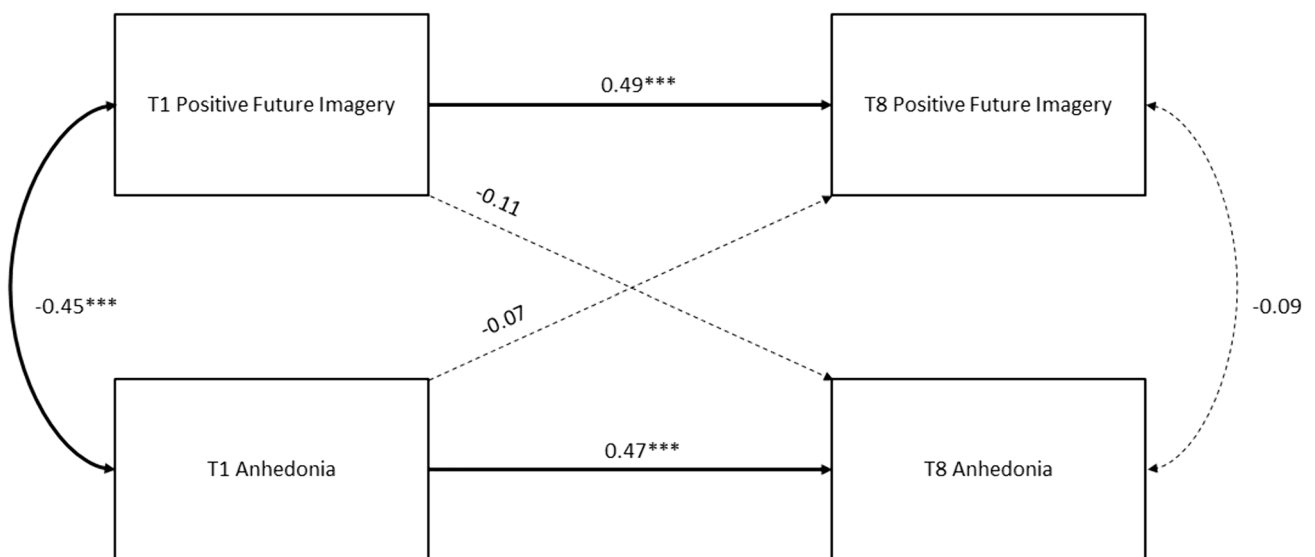 0.49***
T1 Positive Future Imagery
T8 Positive Future Imagery
-0.11
-0.45***
-0.07
-0.09
0.47***
T1 Anhedonia
T8 Anhedonia